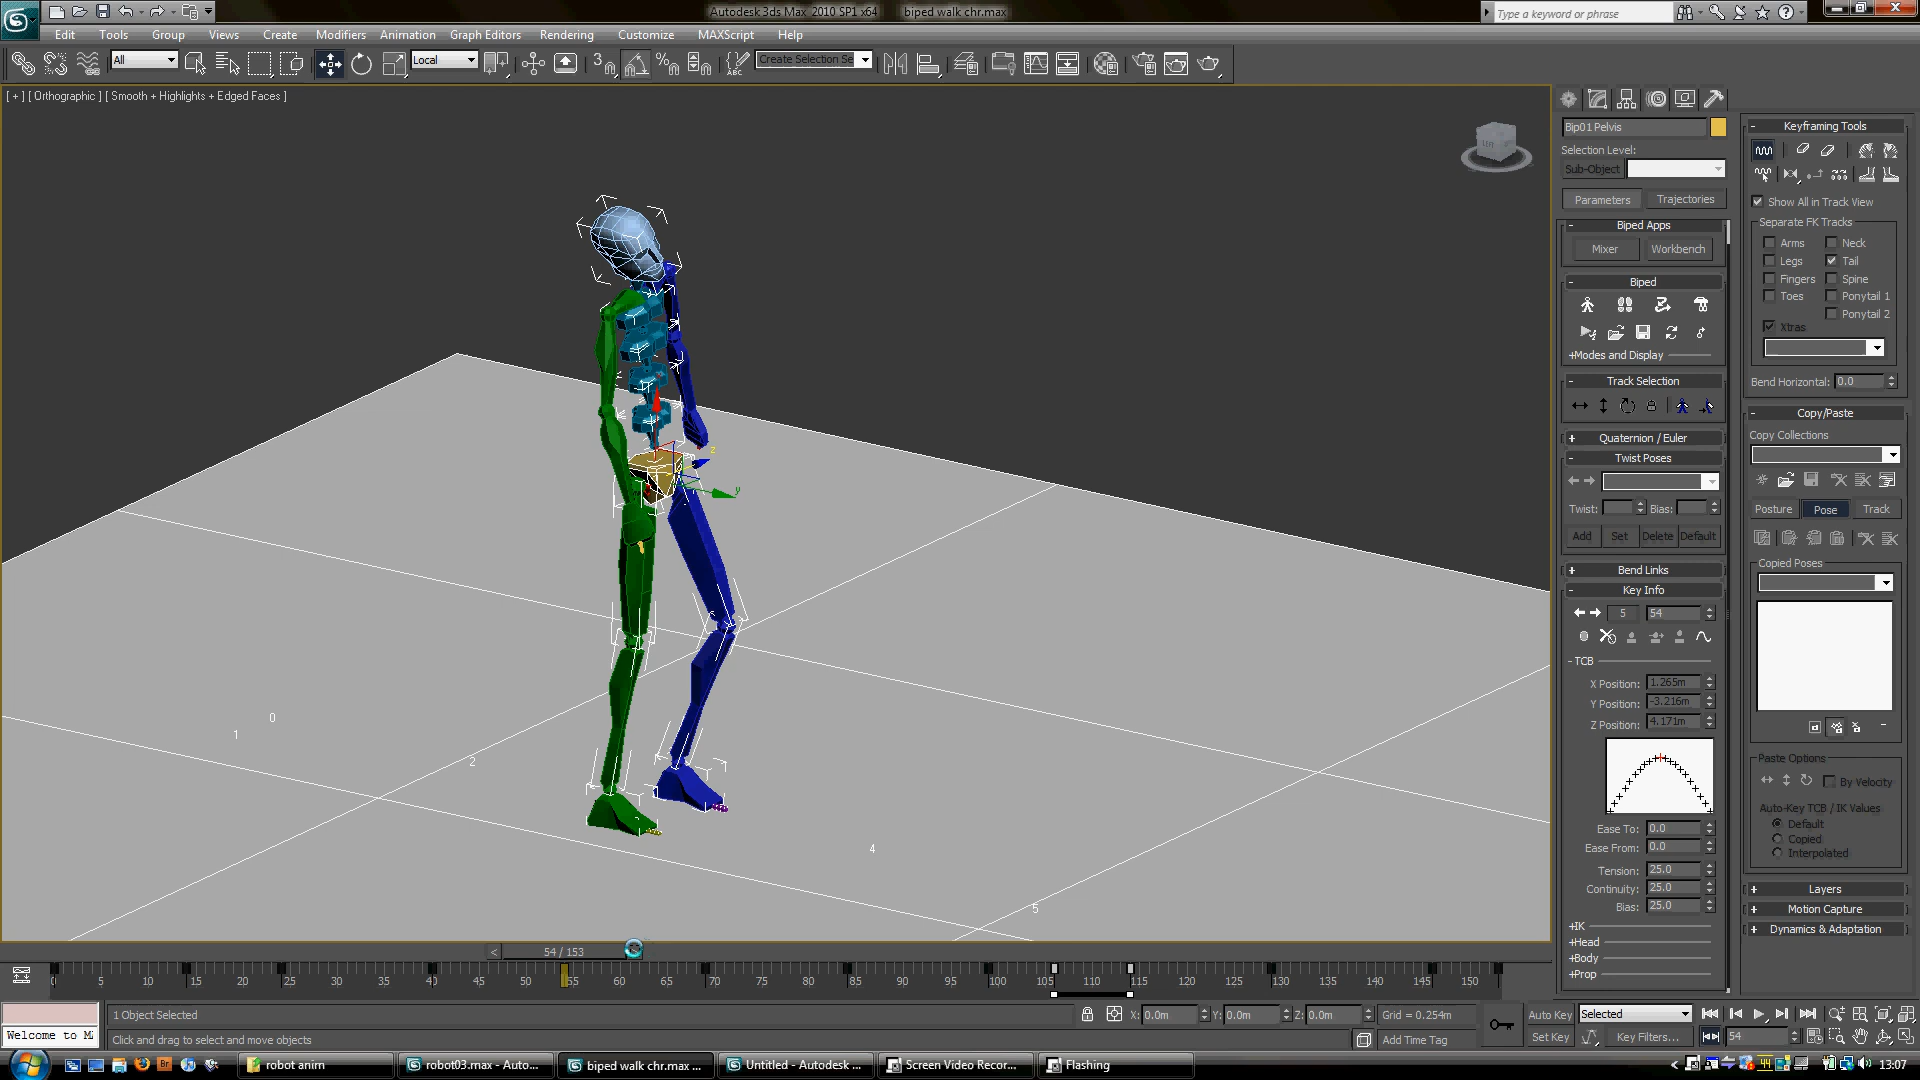 Autodesk 3ds Max 2010 SP1 x64 biped walk chr.max
Type a keyword or phrase
Edit Tools Group Views Create Modifiers Animation Graph Editors Rendering Customize MAXScript Help
All Local Create Selection Se
[ + ] [ Orthographic ] [ Smooth + Highlights + Edged Faces ]
Bip01 Pelvis
Selection Level:
Sub-Object
Parameters Trajectories
- Biped Apps
Mixer Workbench
- Biped
+Modes and Display
- Track Selection
+ Quaternion / Euler
- Twist Poses
Twist: Bias:
Add Set Delete Default
+ Bend Links
- Key Info
5 54
- TCB
X Position: 1.265m
Y Position: -3.216m
Z Position: 4.171m
Ease To: 0.0
Ease From: 0.0
Tension: 25.0
Continuity: 25.0
Bias: 25.0
+IK
+Head
+Body
+Prop
- Keyframing Tools
Show All in Track View
Separate FK Tracks
Arms Neck
Legs Tail
Fingers Spine
Toes Ponytail 1
Ponytail 2
Xtras
Bend Horizontal: 0.0
- Copy/Paste
Copy Collections
Posture Pose Track
Copied Poses
Paste Options
By Velocity
Auto-Key TCB / IK Values
Default
Copied
Interpolated
+ Layers
+ Motion Capture
+ Dynamics & Adaptation
z
y
0
1
2
4
5
< 54 / 153
0 5 10 15 20 25 30 35 40 45 50 55 60 65 70 75 80 85 90 95 100 105 110 115 120 125 130 135 140 145 150
1 Object Selected X: 0.0m Y: 0.0m Z: 0.0m Grid = 0.254m Auto Key Selected
Welcome to M Click and drag to select and move objects Add Time Tag Set Key Key Filters... 54
robot anim robot03.max - Auto... biped walk chr.max ... Untitled - Autodesk ... Screen Video Recor... Flashing 13:07